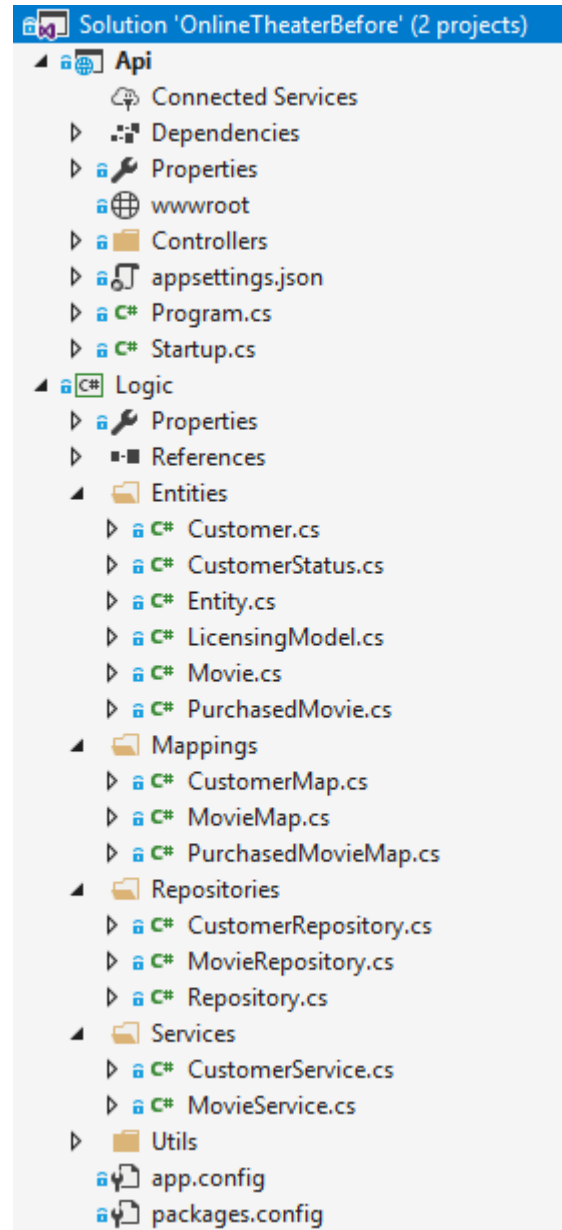 Solution 'OnlineTheaterBefore' (2 projects)
Api
Connected Services
Dependencies
Properties
wwwroot
Controllers
appsettings.json
C# Program.cs
C# Startup.cs
C# Logic
Properties
References
Entities
C# Customer.cs
C# CustomerStatus.cs
C# Entity.cs
C# LicensingModel.cs
C# Movie.cs
C# PurchasedMovie.cs
Mappings
C# CustomerMap.cs
C# MovieMap.cs
C# PurchasedMovieMap.cs
Repositories
C# CustomerRepository.cs
C# MovieRepository.cs
C# Repository.cs
Services
C# CustomerService.cs
C# MovieService.cs
Utils
app.config
packages.config